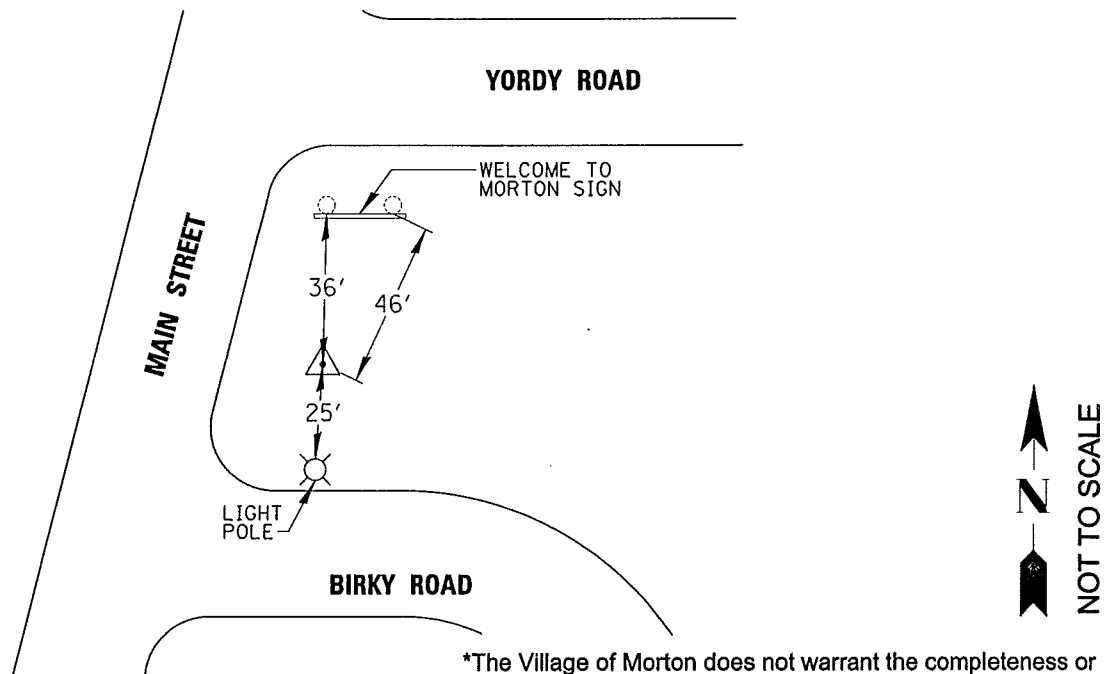 YORDY ROAD
WELCOME TO
MORTON SIGN
MAIN STREET
36'
46'
25'
LIGHT
POLE
BIRKY ROAD
N
NOT TO SCALE
*The Village of Morton does not warrant the completeness or